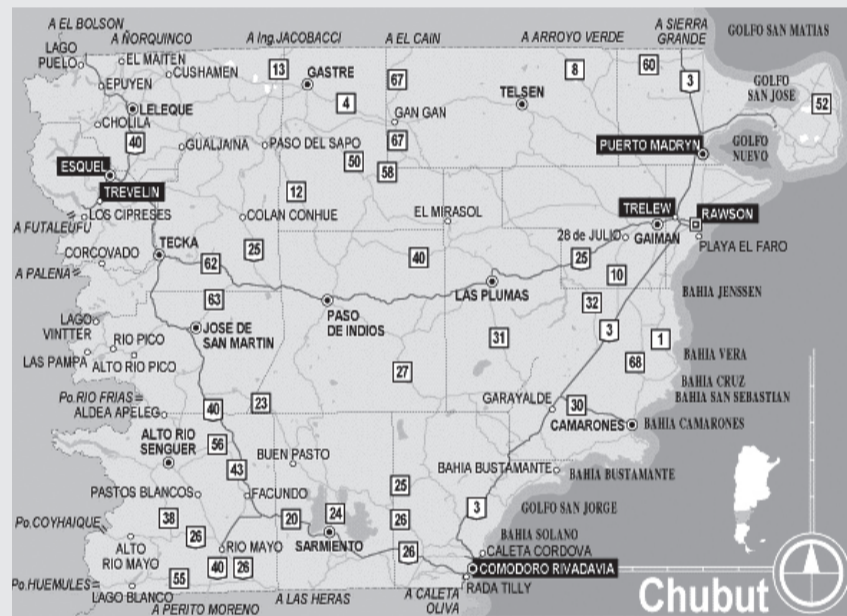 A EL BOLSON
A ÑORQUINCO
A Ing.JACOBACCI
A EL CAIN
A ARROYO VERDE
A SIERRA
GRANDE
GOLFO SAN MATIAS
LAGO
PUELO
EL MAITEN
CUSHAMEN
13
GASTRE
67
8
60
3
GOLFO
SAN JOSE
52
EPUYEN
LELEQUE
4
TELSEN
GAN GAN
CHOLILA
40
GUALJAINA
PASO DEL SAPO
67
PUERTO MADRYN
GOLFO
NUEVO
50
58
ESQUEL
TREVELIN
12
LOS CIPRESES
COLAN CONHUE
EL MIRASOL
TRELEW
RAWSON
A FUTALEUFU
28 de JULIO
GAIMAN
PLAYA EL FARO
CORCOVADO
TECKA
25
62
40
25
10
A PALENA
LAS PLUMAS
BAHIA JENSSEN
63
PASO
DE INDIOS
32
LAGO
VINTTER
RIO PICO
JOSE DE
SAN MARTIN
31
3
1
LAS PAMPA
ALTO RIO PICO
27
68
BAHIA VERA
BAHIA CRUZ
BAHIA SAN SEBASTIAN
Po.RIO FRIAS
ALDEA APELEG
40
23
GARAYALDE
30
CAMARONES
BAHIA CAMARONES
ALTO RIO
SENGUER
56
BUEN PASTO
43
BAHIA BUSTAMANTE
BAHIA BUSTAMANTE
PASTOS BLANCOS
FACUNDO
25
3
GOLFO SAN JORGE
Po.COYHAIQUE
38
26
20
24
26
BAHIA SOLANO
ALTO
RIO MAYO
RIO MAYO
SARMIENTO
26
CALETA CORDOVA
COMODORO RIVADAVIA
Po.HUEMULES
55
40
26
RADA TILLY
LAGO BLANCO
A PERITO MORENO
A LAS HERAS
A CALETA
OLIVA
Chubut